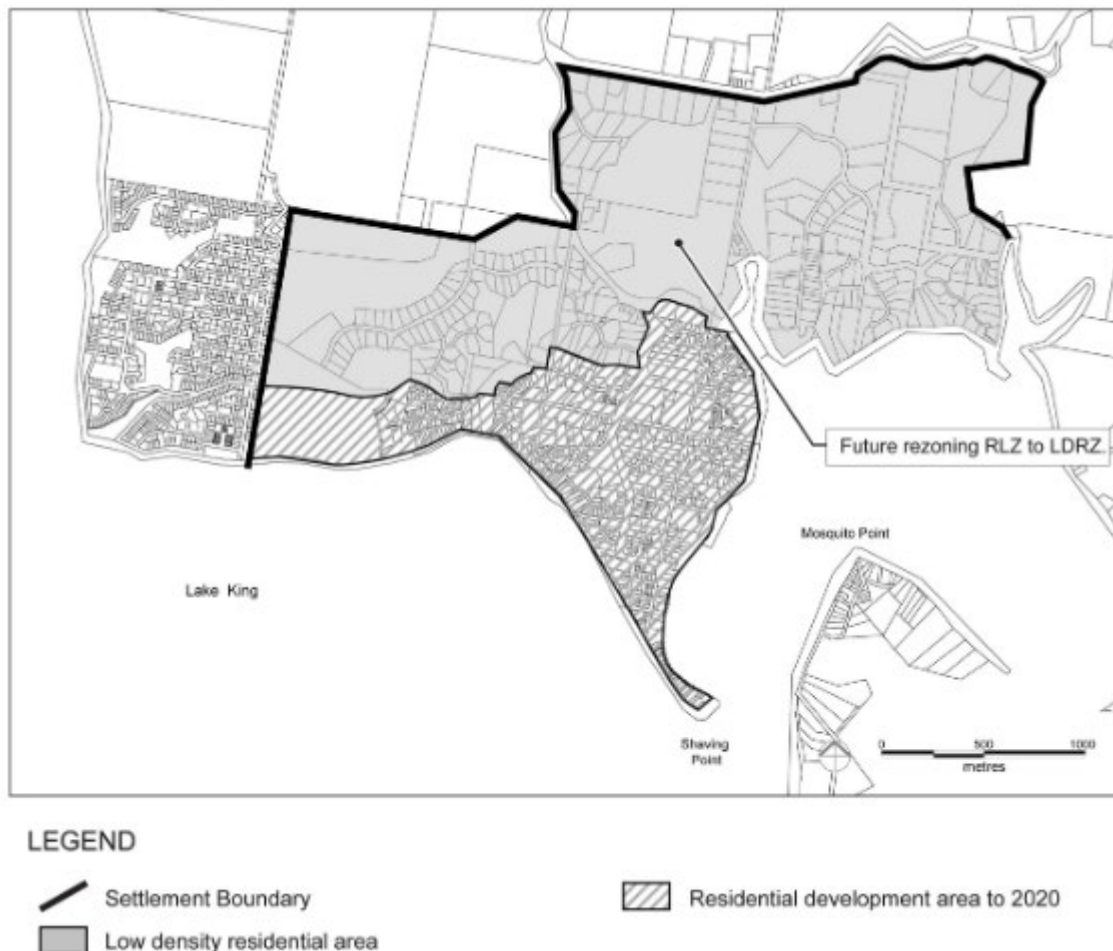 Future rezoning RLZ to LDRZ.
Mosquito Point
Lake King
Shaving
Point
0 500 1000
metres
LEGEND
Settlement Boundary
Residential development area to 2020
Low density residential area